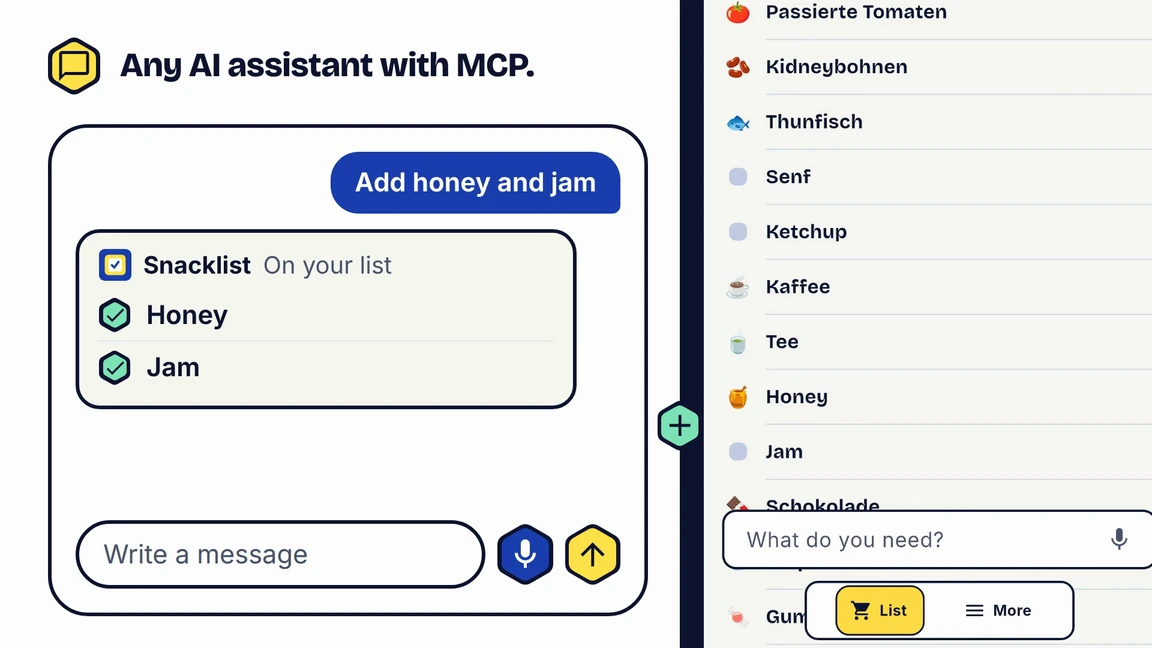 Any AI assistant with MCP.
Add honey and jam
Snacklist On your list
Honey
Jam
Write a message
Passierte Tomaten
Kidneybohnen
Thunfisch
Senf
Ketchup
Kaffee
Tee
Honey
Jam
Schokolade
What do you need?
List
More